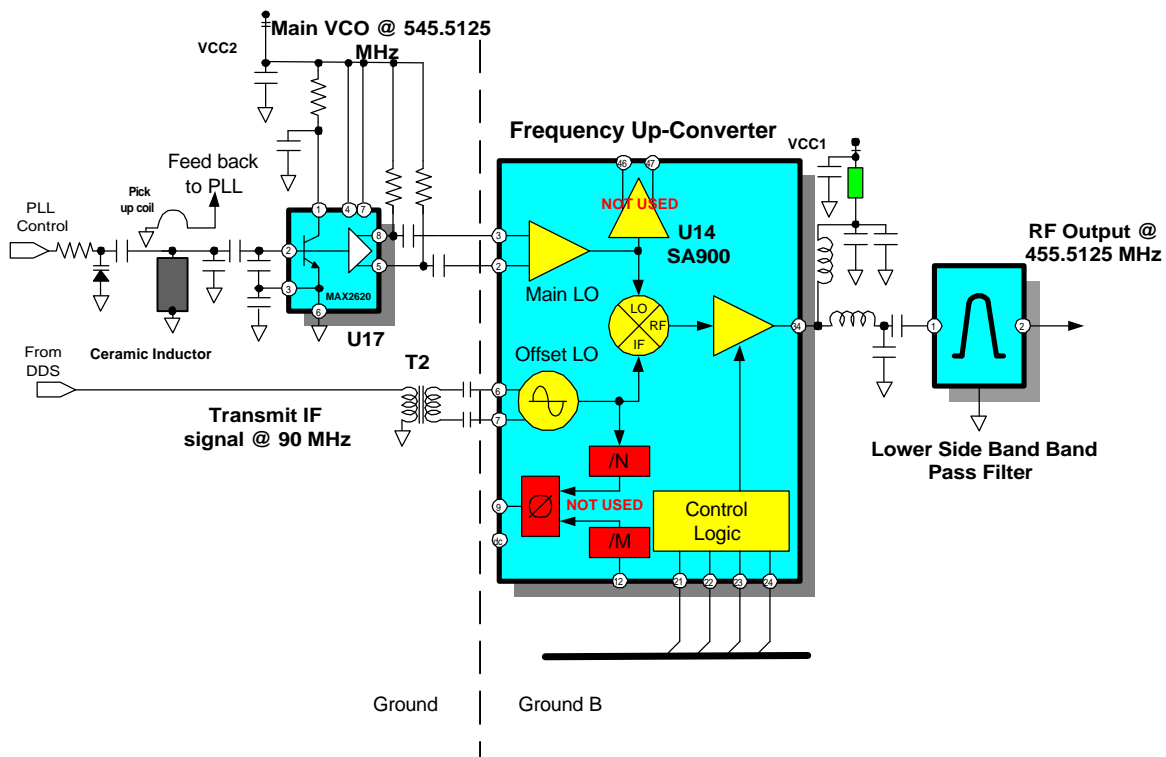 Main VCO @ 545.5125
MHz
VCC2
Frequency Up-Converter
VCC1
Feed back
to PLL
Pick
up coil
PLL
Control
46
47
NOT USED
U14
SA900
RF Output @
455.5125 MHz
1
4
7
8
2
5
3
MAX2620
6
U17
3
2
Main LO
LO
RF
IF
34
1
2
Ceramic Inductor
From
DDS
T2
Offset LO
6
7
Transmit IF
signal @ 90 MHz
/N
Lower Side Band Band
Pass Filter
9
Ø
NOT USED
Control
Logic
dc
/M
12
21
22
23
24
Ground
Ground B